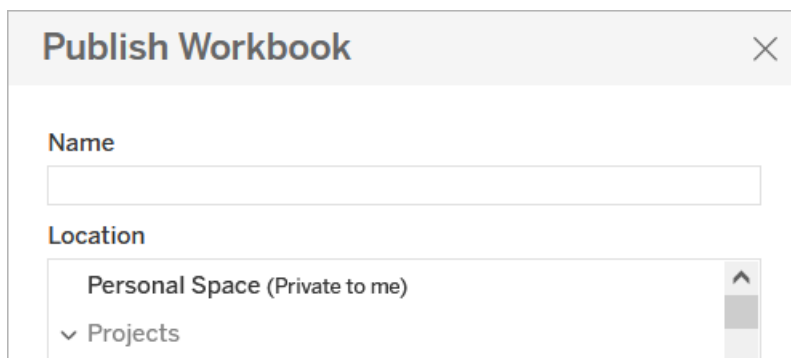 Publish Workbook
Name
Location
Personal Space (Private to me)
Projects